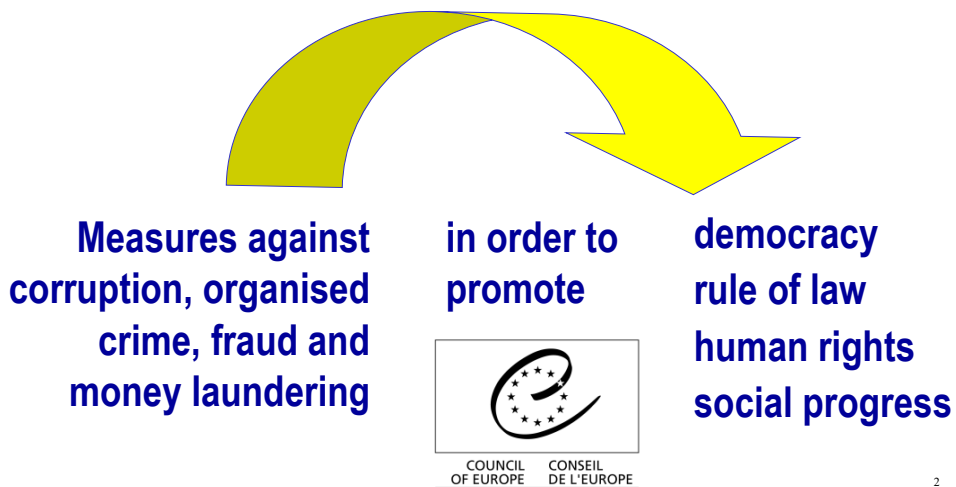 Measures against
corruption, organised
crime, fraud and
money laundering
in order to
promote
democracy
rule of law
human rights
social progress
COUNCIL OF EUROPE
CONSEIL DE L'EUROPE
2